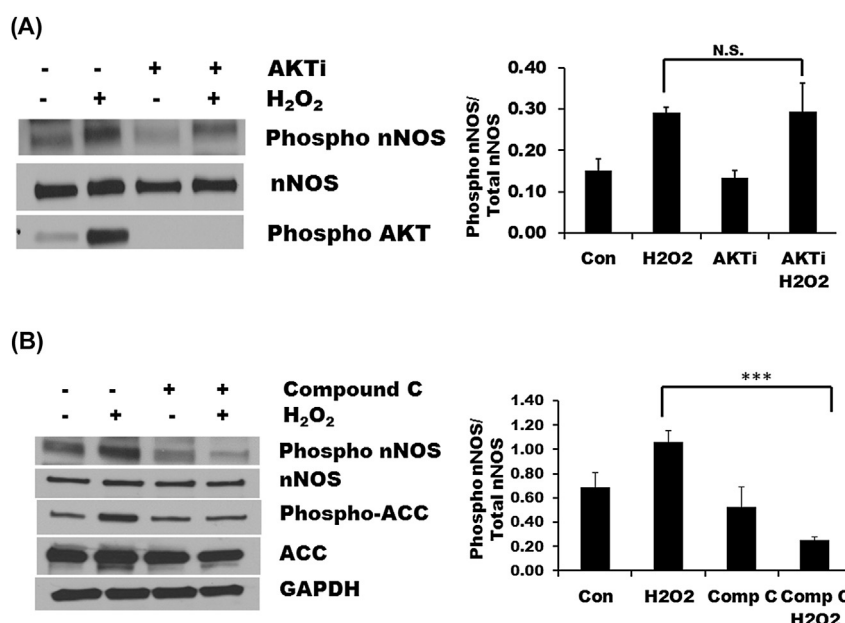 (A)
- - + + AKTi
- + - + H₂O₂
Phospho nNOS
nNOS
Phospho AKT
N.S.
Phospho nNOS/
Total nNOS
0.40
0.30
0.20
0.10
0.00
Con H2O2 AKTi AKTi
H2O2
(B)
- - + + Compound C
- + - + H₂O₂
Phospho nNOS
nNOS
Phospho-ACC
ACC
GAPDH
***
Phospho nNOS/
Total nNOS
1.40
1.20
1.00
0.80
0.60
0.40
0.20
0.00
Con H2O2 Comp C Comp C
H2O2